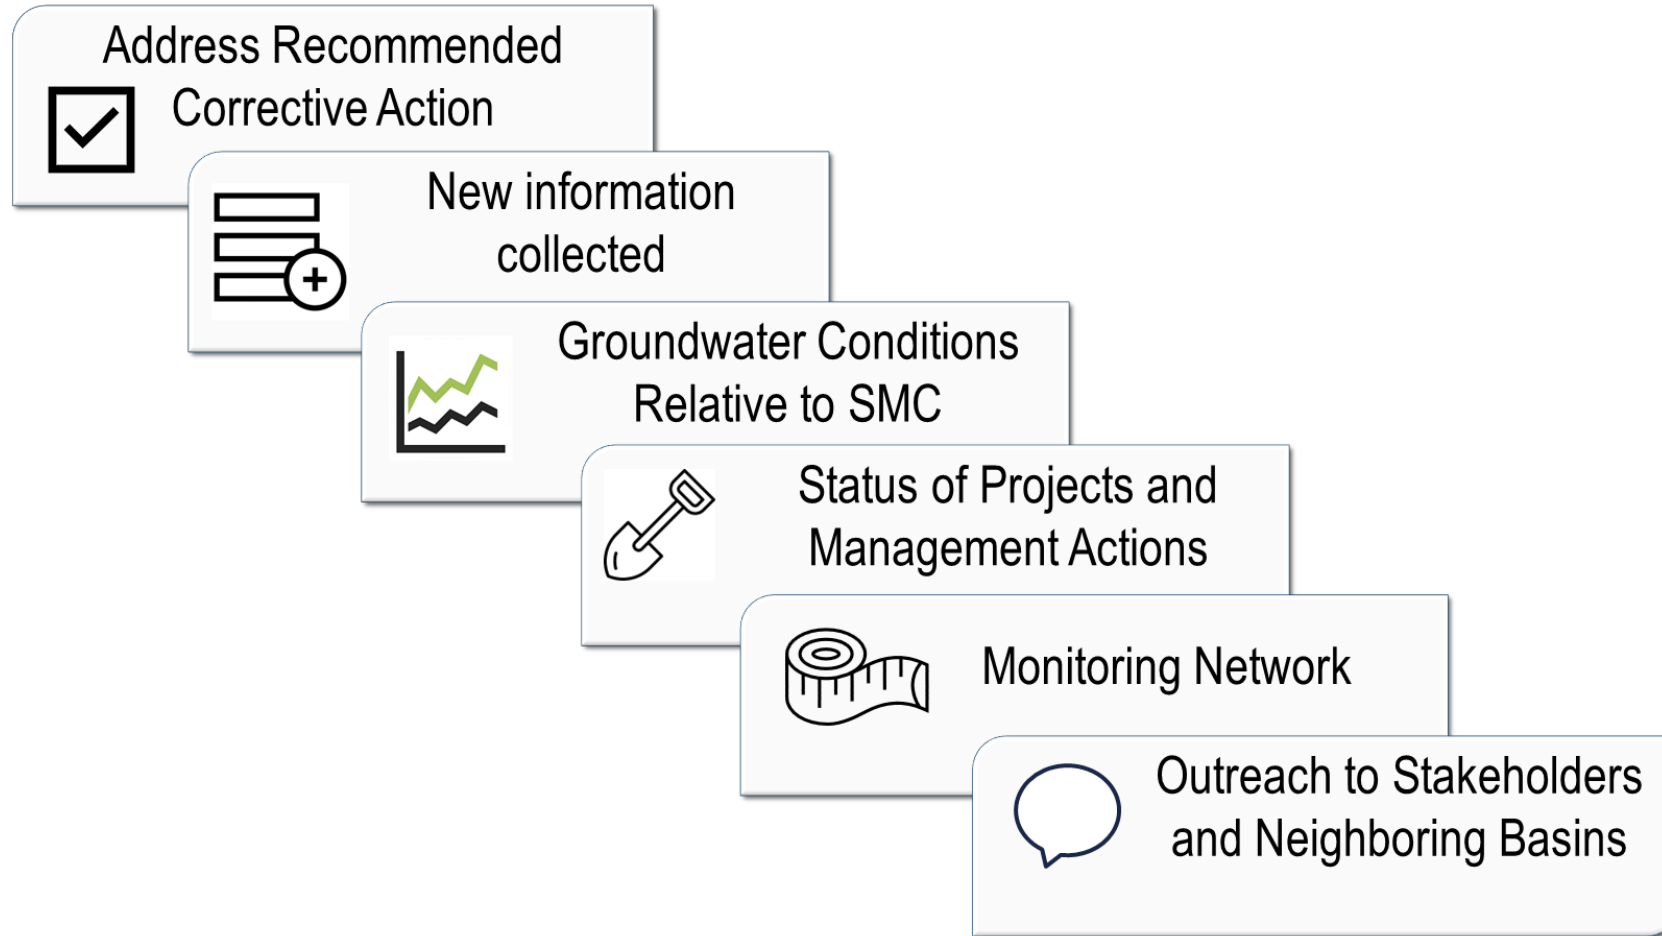 Address Recommended
Corrective Action
New information
collected
Groundwater Conditions
Relative to SMC
Status of Projects and
Management Actions
Monitoring Network
Outreach to Stakeholders
and Neighboring Basins